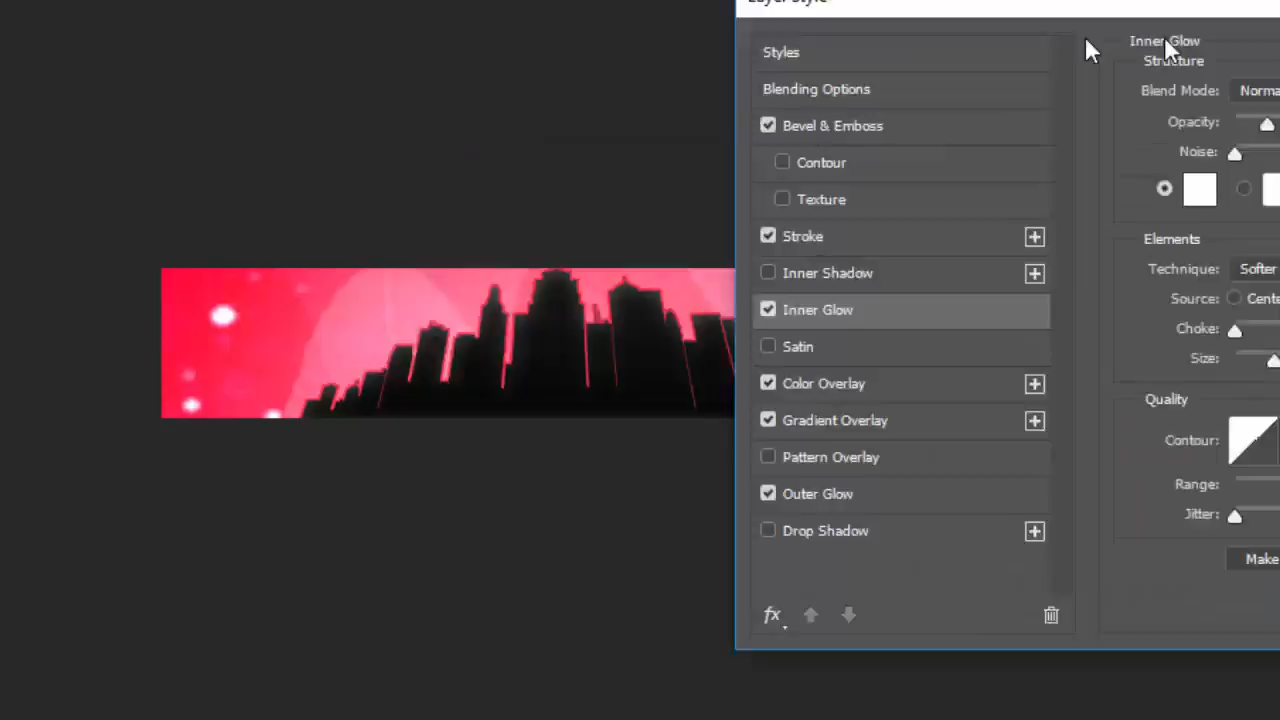 Layer Style
Styles
Blending Options
Bevel & Emboss
Contour
Texture
Stroke
Inner Shadow
Inner Glow
Satin
Color Overlay
Gradient Overlay
Pattern Overlay
Outer Glow
Drop Shadow
fx
Inner Glow
Structure
Blend Mode: Norma
Opacity:
Noise:
Elements
Technique: Softer
Source: Cente
Choke:
Size:
Quality
Contour:
Range:
Jitter:
Make